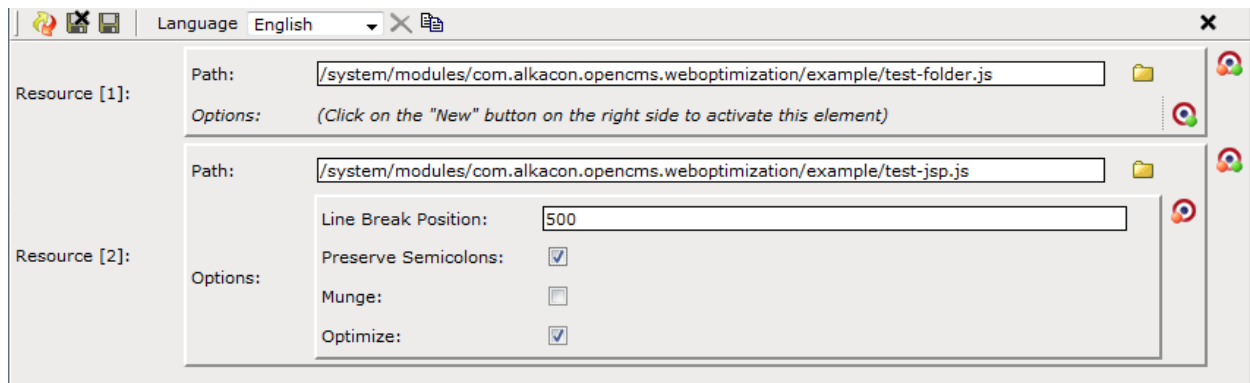 Language English
Resource [1]:
Path: /system/modules/com.alkacon.opencms.weboptimization/example/test-folder.js
Options: (Click on the "New" button on the right side to activate this element)
Resource [2]:
Path: /system/modules/com.alkacon.opencms.weboptimization/example/test-jsp.js
Options:
Line Break Position: 500
Preserve Semicolons:
Munge:
Optimize: